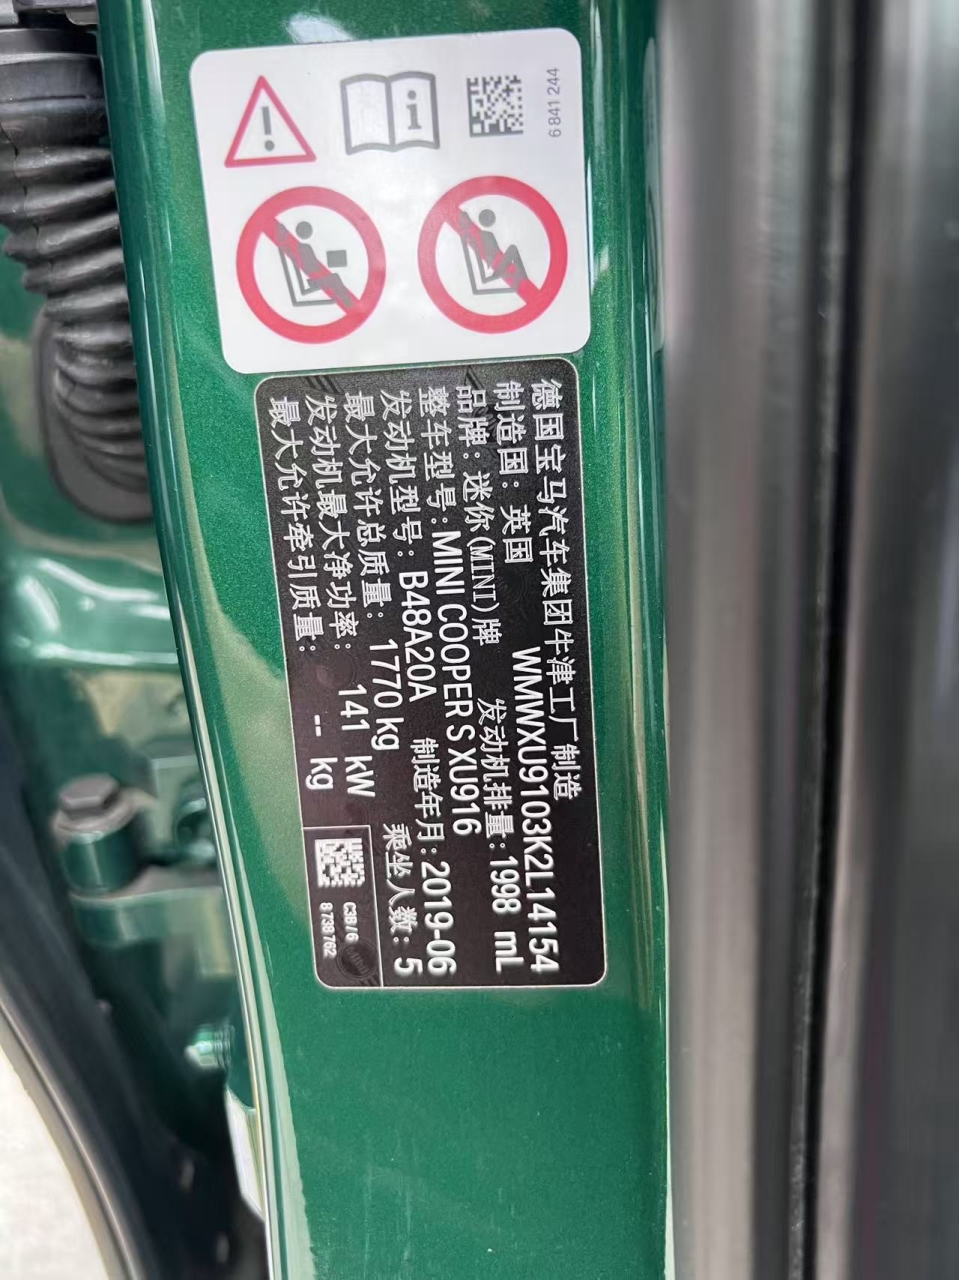 6 841 244
德国宝马汽车集团牛津工厂制造
制造国：英国 WMWXU9103K2L14154
品牌：迷你(MINI)牌 发动机排量：1998 mL
整车型号：MINI COOPER S XU916
发动机型号：B48A20A 制造年月：2019-06
最大允许总质量：1770 kg 乘坐人数：5
发动机最大净功率：141 kW
最大允许牵引质量：-- kg
C3B/6
8 738 762